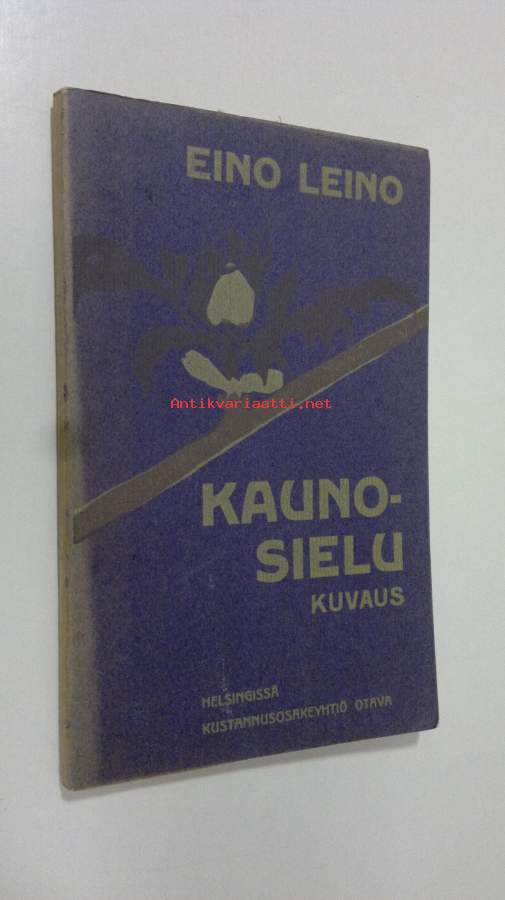 EINO LEINO
Antikvariaatti.net
KAUNO-
SIELU
KUVAUS
HELSINGISSÄ
KUSTANNUSOSAKEYHTIÖ OTAVA